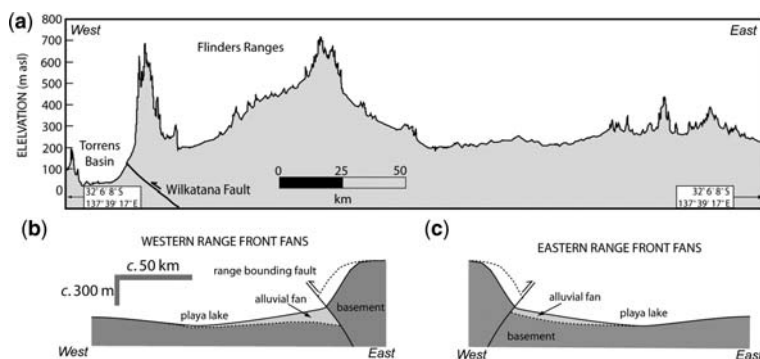 (a)
800
West
Flinders Ranges
East
700
600
500
400
300
200
100
0
ELELVATION (m asl)
Torrens
Basin
Wilkatana Fault
0 25 50
km
32° 6' 8" S
137° 39' 17" E
32° 6' 8" S
137° 39' 17" E
(b)
WESTERN RANGE FRONT FANS
c. 50 km
c. 300 m
range bounding fault
alluvial fan
playa lake
basement
West
East
(c)
EASTERN RANGE FRONT FANS
alluvial fan
playa lake
basement
West
East